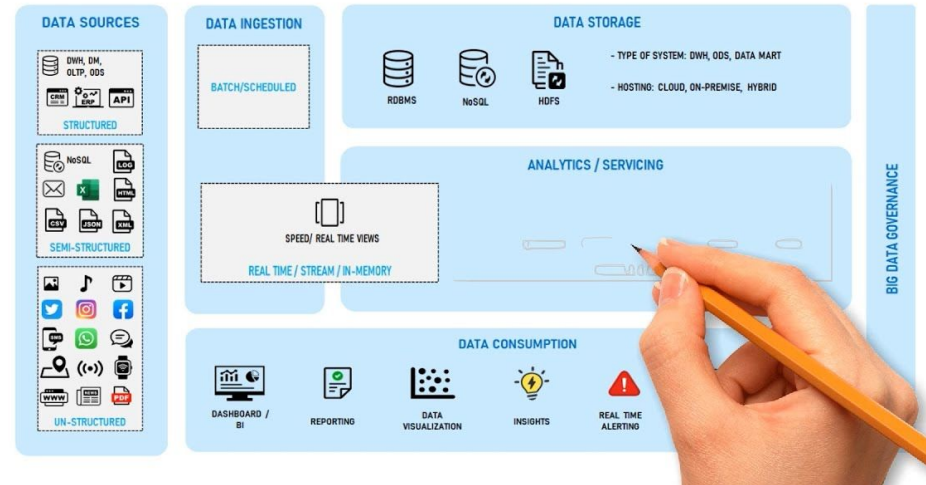 DATA SOURCES
DWH, DM,
OLTP, ODS
CRM
ERP
API
STRUCTURED
NoSQL
LOG
X
HTML
CSV
JSON
XML
SEMI-STRUCTURED
SMS
WWW
NEWS
PDF
UN-STRUCTURED
DATA INGESTION
BATCH/SCHEDULED
SPEED/ REAL TIME VIEWS
REAL TIME / STREAM / IN-MEMORY
DATA STORAGE
RDBMS
NoSQL
HDFS
- TYPE OF SYSTEM: DWH, ODS, DATA MART
- HOSTING: CLOUD, ON-PREMISE, HYBRID
ANALYTICS / SERVICING
DATA CONSUMPTION
DASHBOARD /
BI
REPORTING
DATA
VISUALIZATION
INSIGHTS
REAL TIME
ALERTING
BIG DATA GOVERNANCE